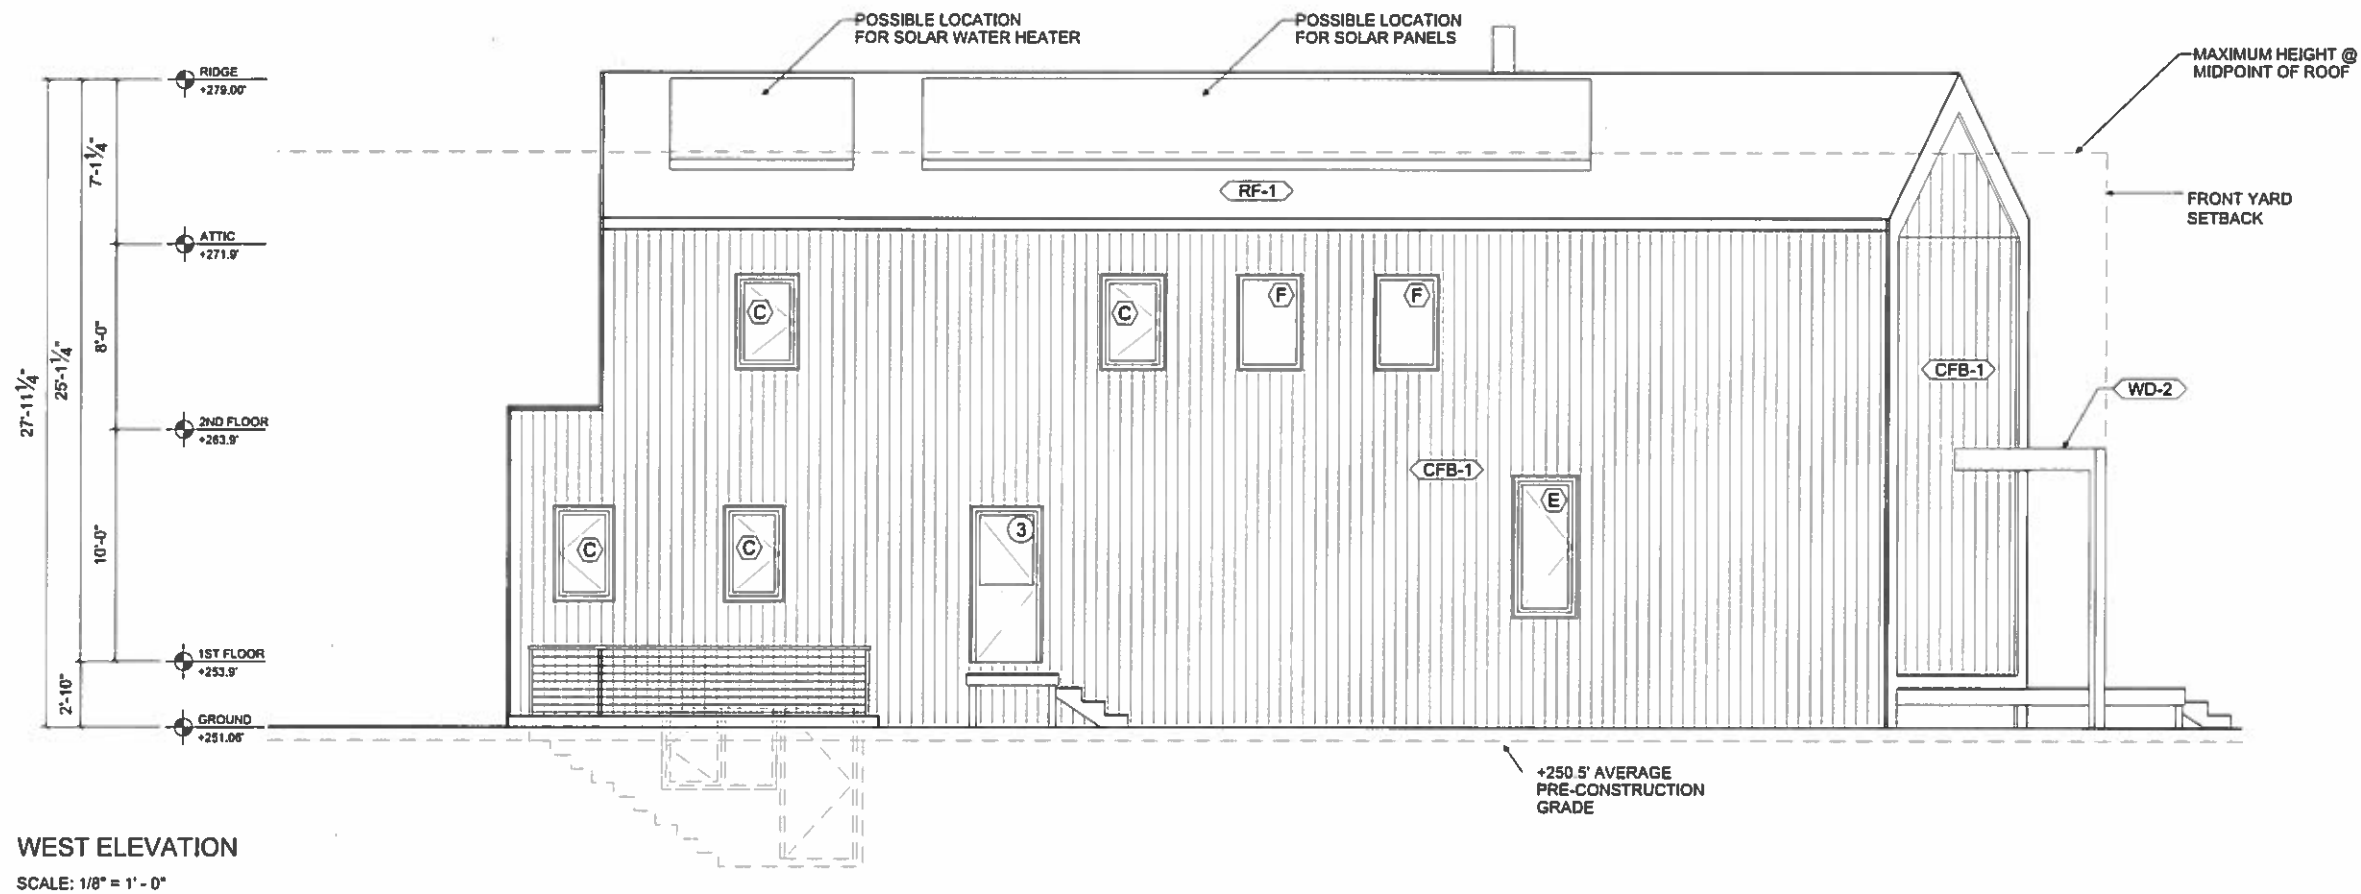 POSSIBLE LOCATION
FOR SOLAR WATER HEATER
POSSIBLE LOCATION
FOR SOLAR PANELS
MAXIMUM HEIGHT @
MIDPOINT OF ROOF
RIDGE
+279.00'
7'-1¼"
RF-1
FRONT YARD
SETBACK
ATTIC
+271.9'
C
C
F
F
8'-0"
25'-1¼"
27'-11¼"
CFB-1
WD-2
2ND FLOOR
+263.9'
CFB-1
E
3
C
C
10'-0"
1ST FLOOR
+253.9'
2'-10"
GROUND
+251.06'
+250.5' AVERAGE
PRE-CONSTRUCTION
GRADE
WEST ELEVATION
SCALE: 1/8" = 1' - 0"